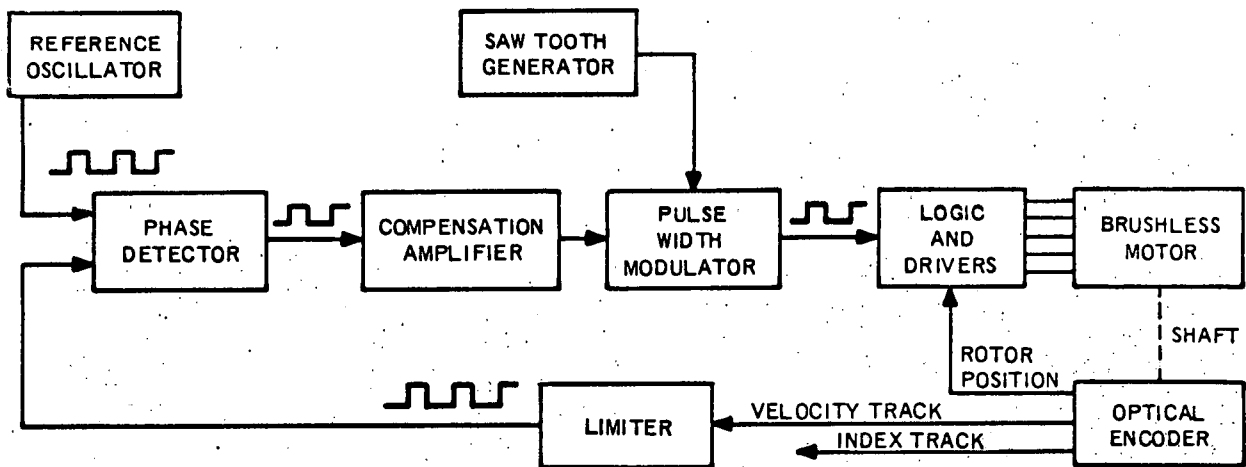 REFERENCE
OSCILLATOR
SAW TOOTH
GENERATOR
PHASE
DETECTOR
COMPENSATION
AMPLIFIER
PULSE
WIDTH
MODULATOR
LOGIC
AND
DRIVERS
BRUSHLESS
MOTOR
SHAFT
ROTOR
POSITION
LIMITER
VELOCITY TRACK
INDEX TRACK
OPTICAL
ENCODER